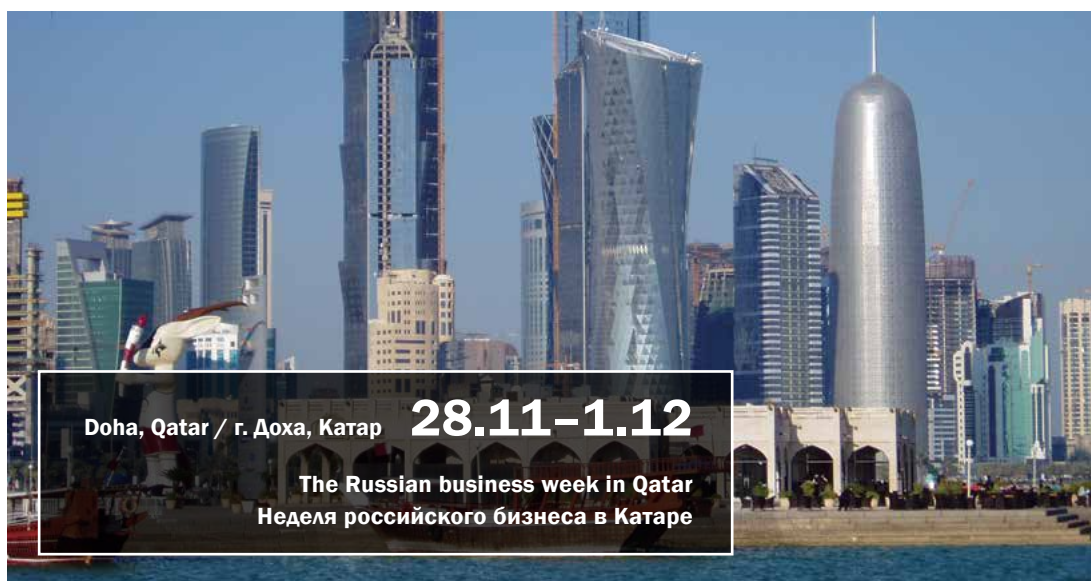 Doha, Qatar / г. Доха, Катар 28.11–1.12
The Russian business week in Qatar
Неделя российского бизнеса в Катаре